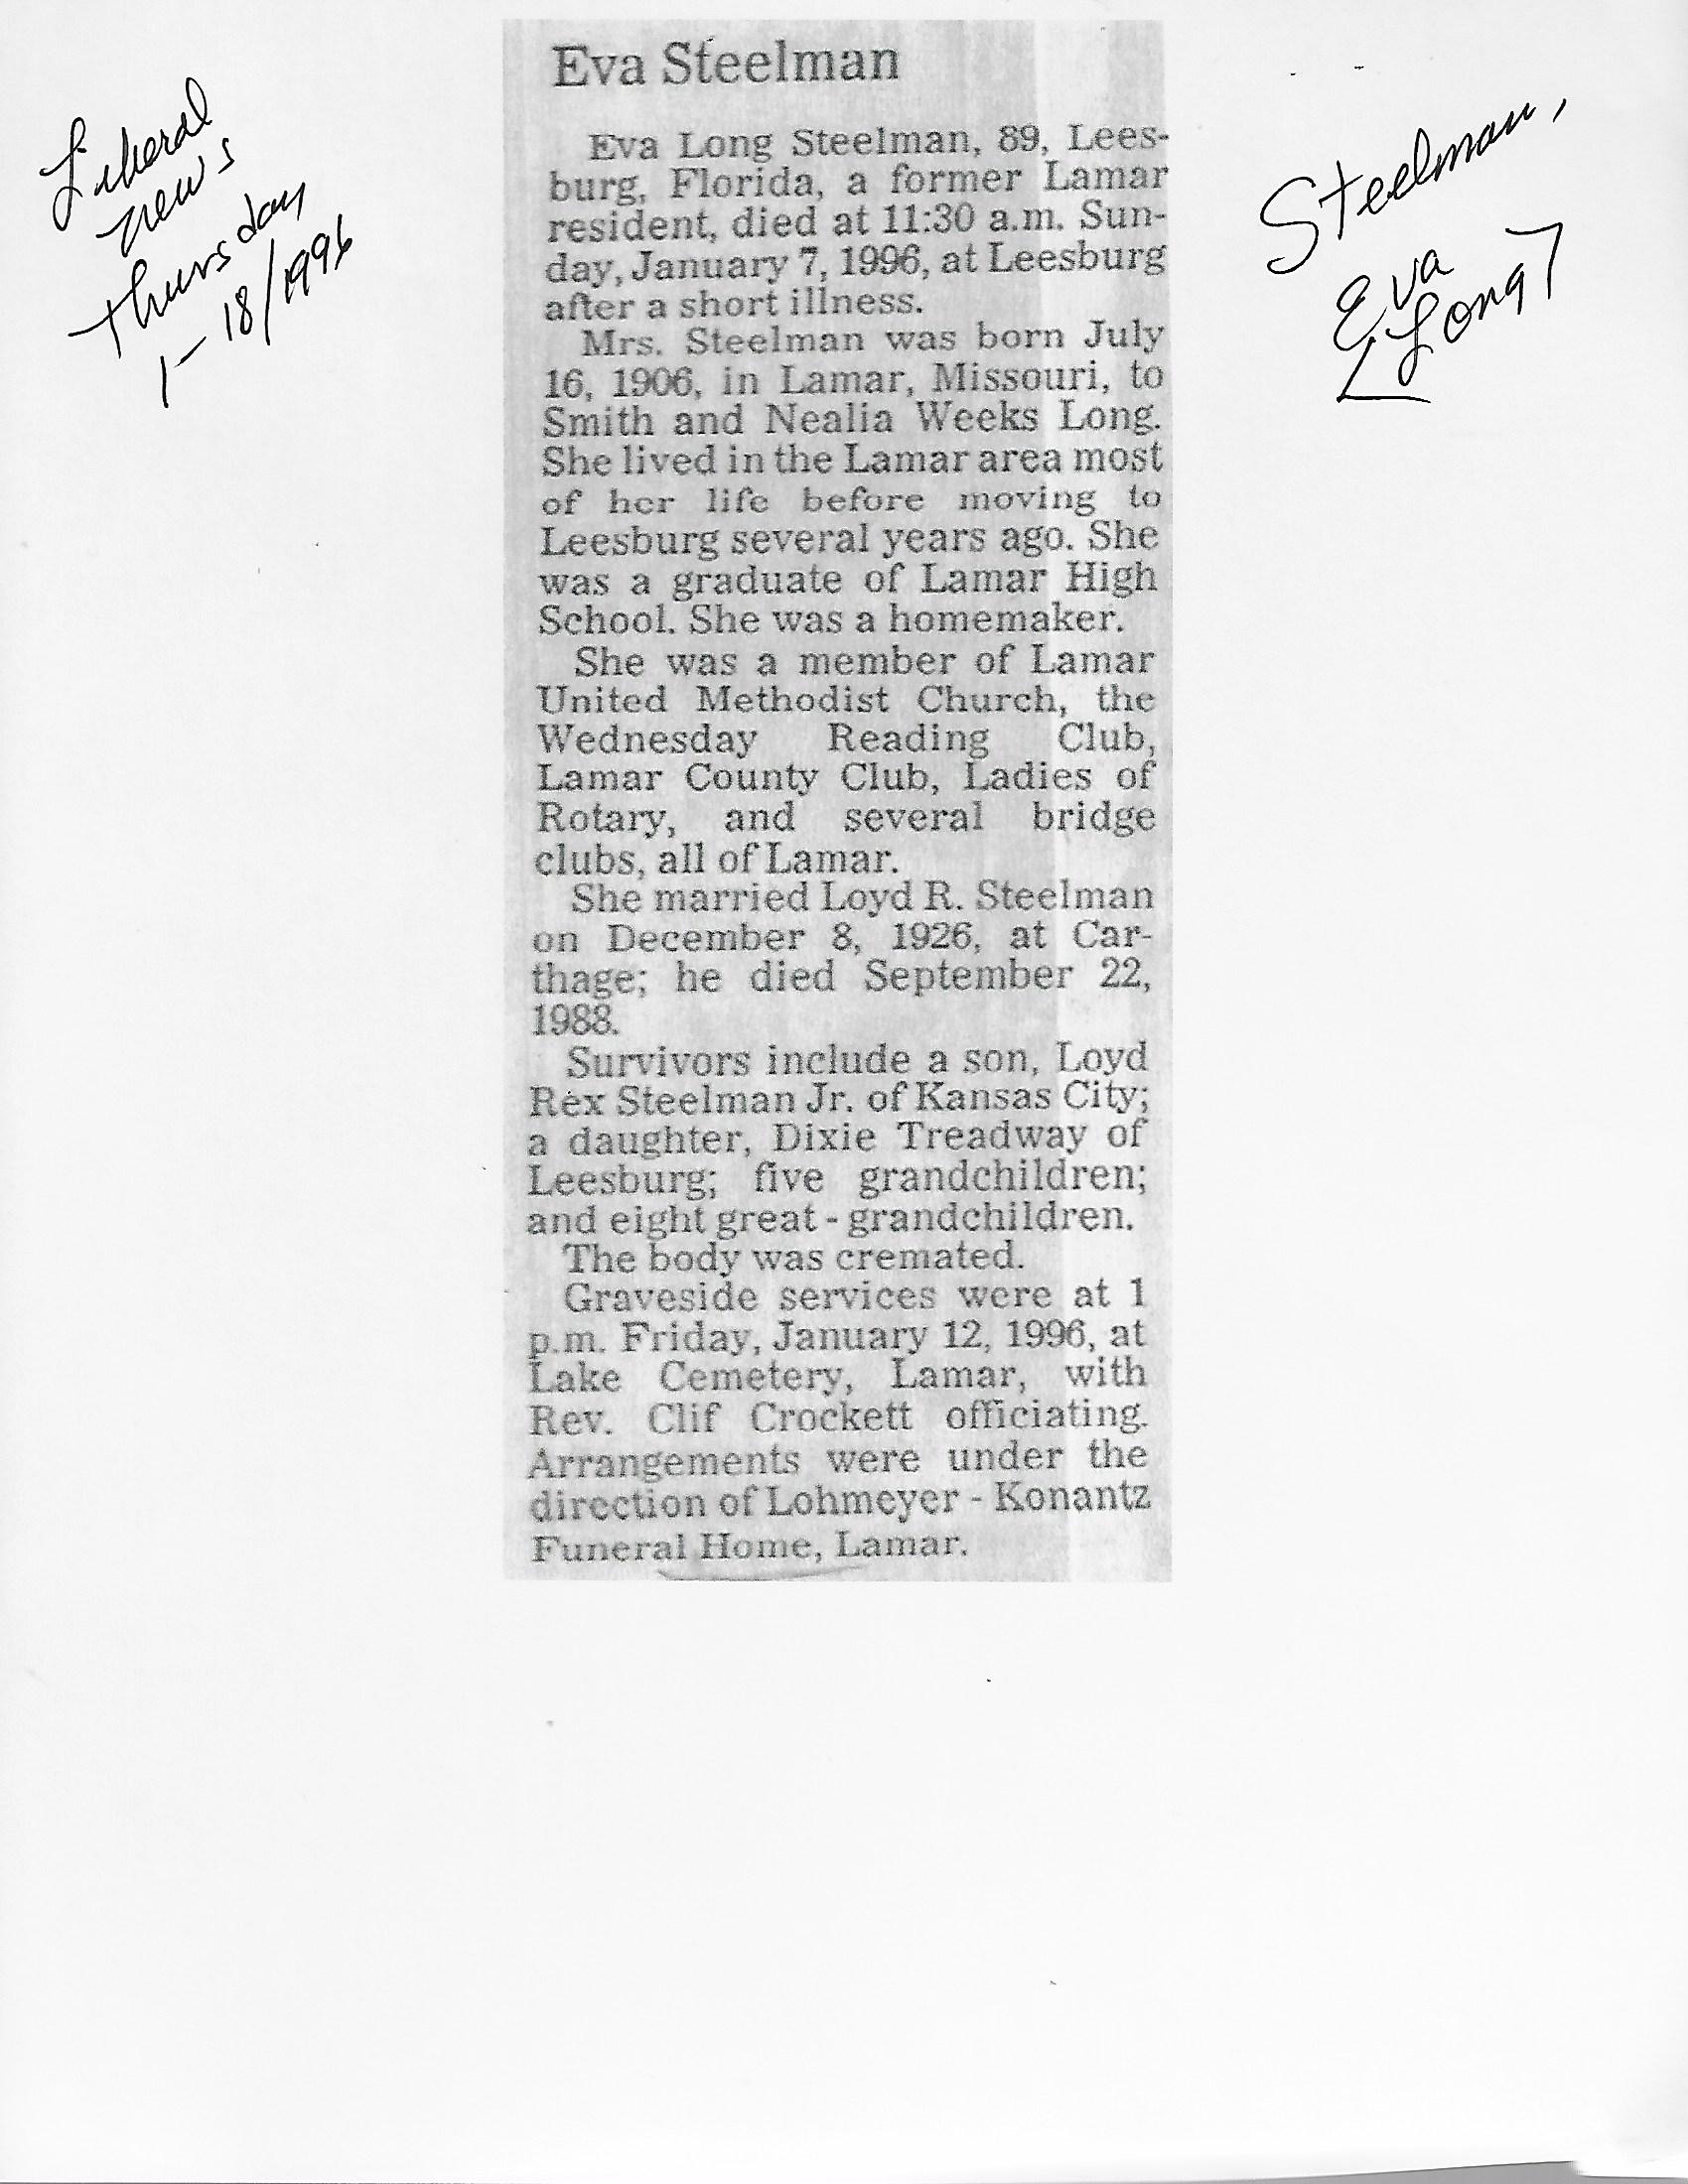 Liberal
news
Thursday
1-18/1996
Steelman,
Eva
[Long]
Eva Steelman
Eva Long Steelman, 89, Lees-
burg, Florida, a former Lamar
resident, died at 11:30 a.m. Sun-
day, January 7, 1996, at Leesburg
after a short illness.
Mrs. Steelman was born July
16, 1906, in Lamar, Missouri, to
Smith and Nealia Weeks Long.
She lived in the Lamar area most
of her life before moving to
Leesburg several years ago. She
was a graduate of Lamar High
School. She was a homemaker.
She was a member of Lamar
United Methodist Church, the
Wednesday Reading Club,
Lamar County Club, Ladies of
Rotary, and several bridge
clubs, all of Lamar.
She married Loyd R. Steelman
on December 8, 1926, at Car-
thage; he died September 22,
1988.
Survivors include a son, Loyd
Rex Steelman Jr. of Kansas City;
a daughter, Dixie Treadway of
Leesburg; five grandchildren;
and eight great - grandchildren.
The body was cremated.
Graveside services were at 1
p.m. Friday, January 12, 1996, at
Lake Cemetery, Lamar, with
Rev. Clif Crockett officiating.
Arrangements were under the
direction of Lohmeyer - Konantz
Funeral Home, Lamar.